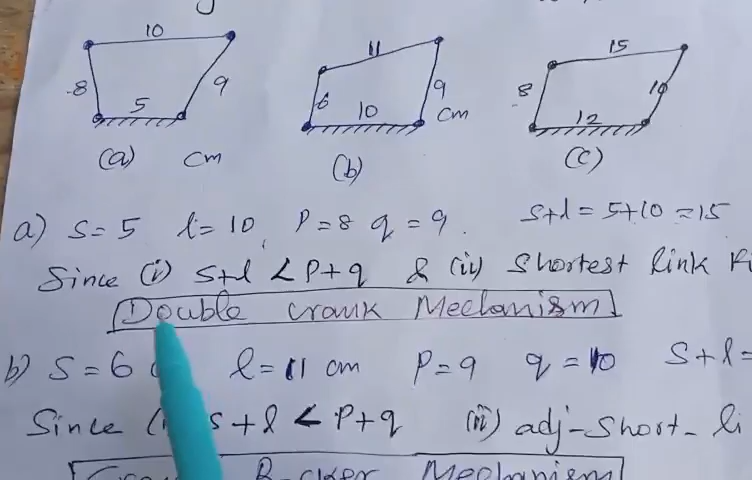 10 11 15
8 9 6 9 8 10
5 10 cm 12
(a) cm (b) (c)
a) S=5 l=10, P=8 q=9. S+l=5+10=15
Since (i) S+l <P+q & (ii) Shortest link
Double crank Mechanism
b) S=6 l=11 cm P=9 q=10 S+l=
Since S+l < P+q (ii) adj-Short- li
Mechanism